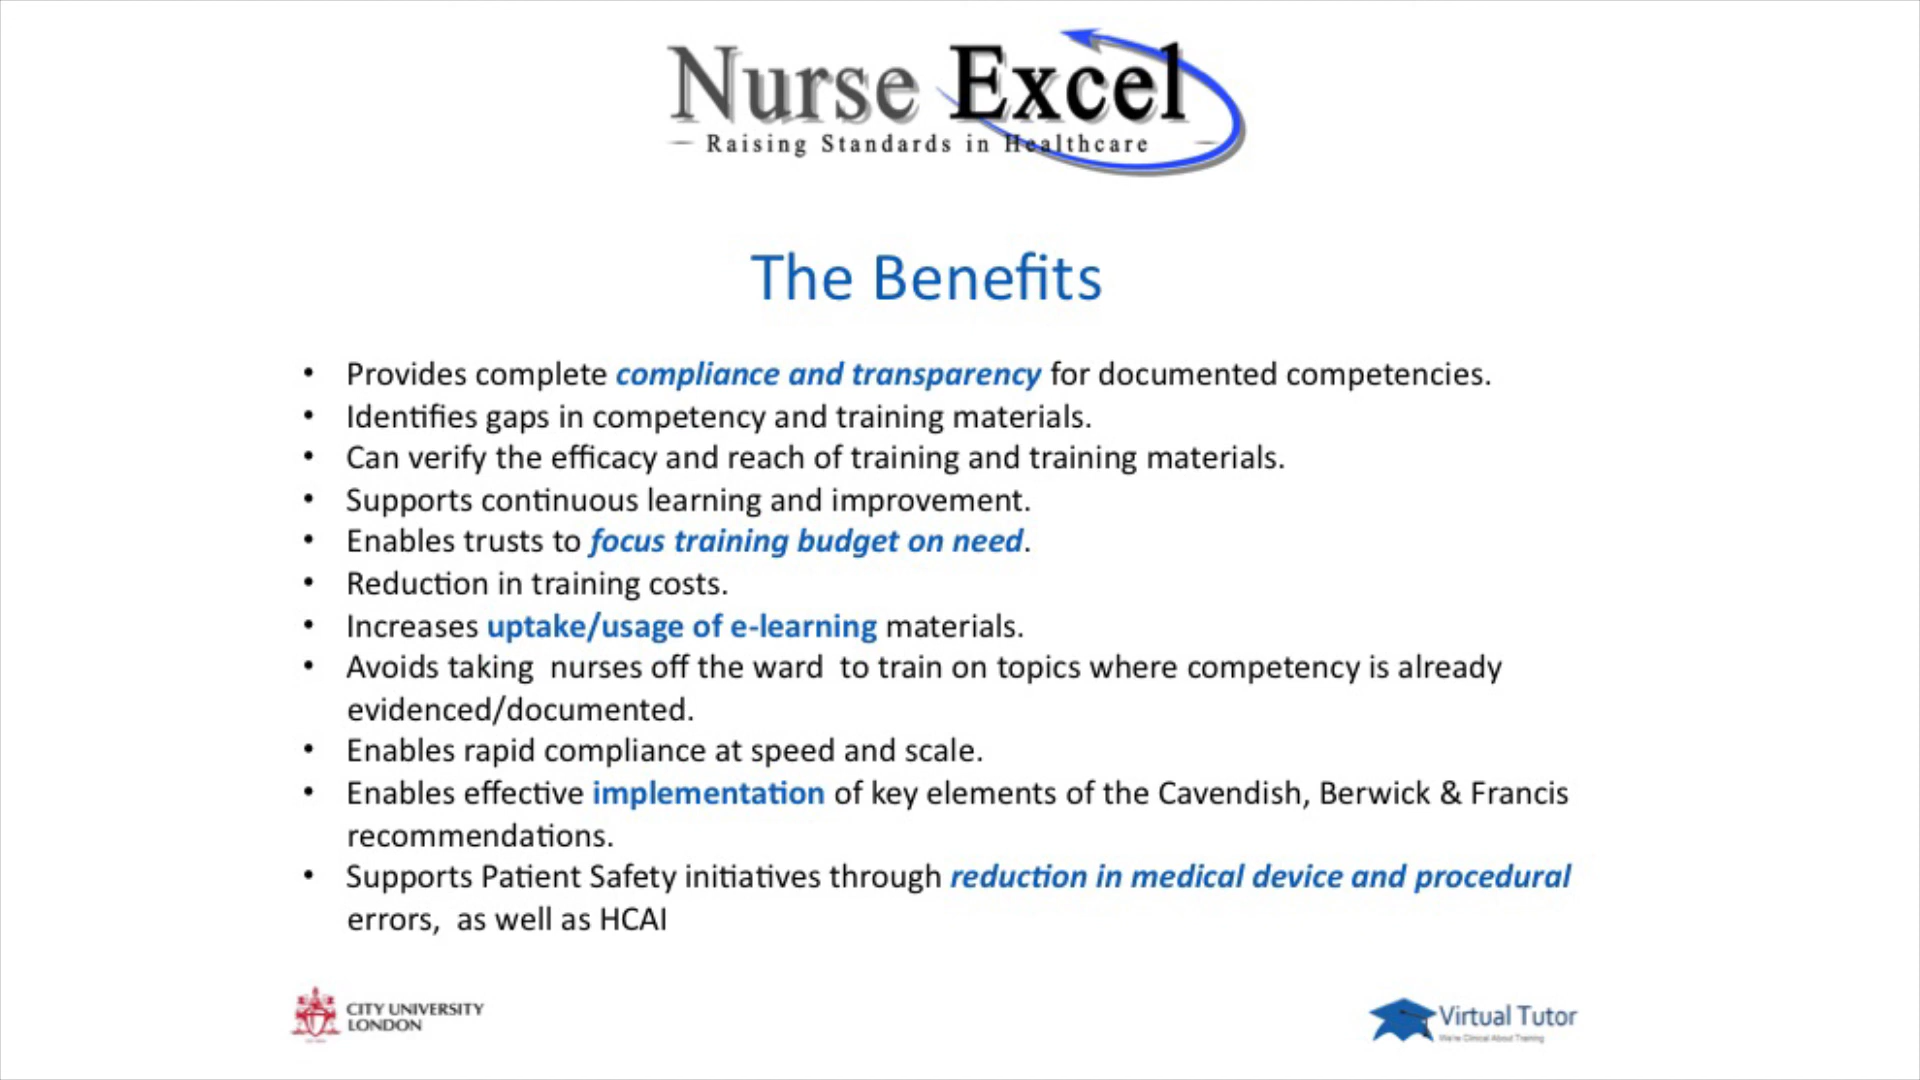 Nurse Excel
Raising Standards in Healthcare
The Benefits
• Provides complete compliance and transparency for documented competencies.
• Identifies gaps in competency and training materials.
• Can verify the efficacy and reach of training and training materials.
• Supports continuous learning and improvement.
• Enables trusts to focus training budget on need.
• Reduction in training costs.
• Increases uptake/usage of e-learning materials.
• Avoids taking  nurses off the ward  to train on topics where competency is already
evidenced/documented.
• Enables rapid compliance at speed and scale.
• Enables effective implementation of key elements of the Cavendish, Berwick & Francis
recommendations.
• Supports Patient Safety initiatives through reduction in medical device and procedural
errors,  as well as HCAI
CITY UNIVERSITY
LONDON
Virtual Tutor
We're Clinical About Training